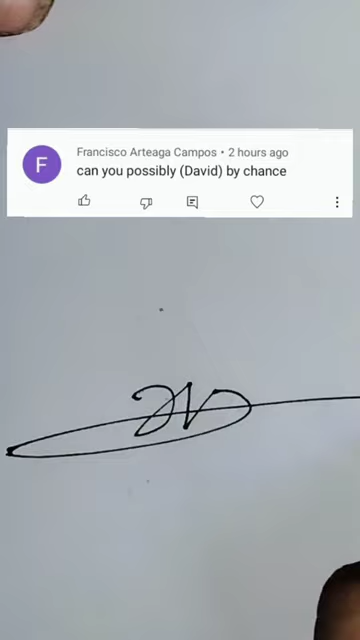 F
Francisco Arteaga Campos • 2 hours ago
can you possibly (David) by chance